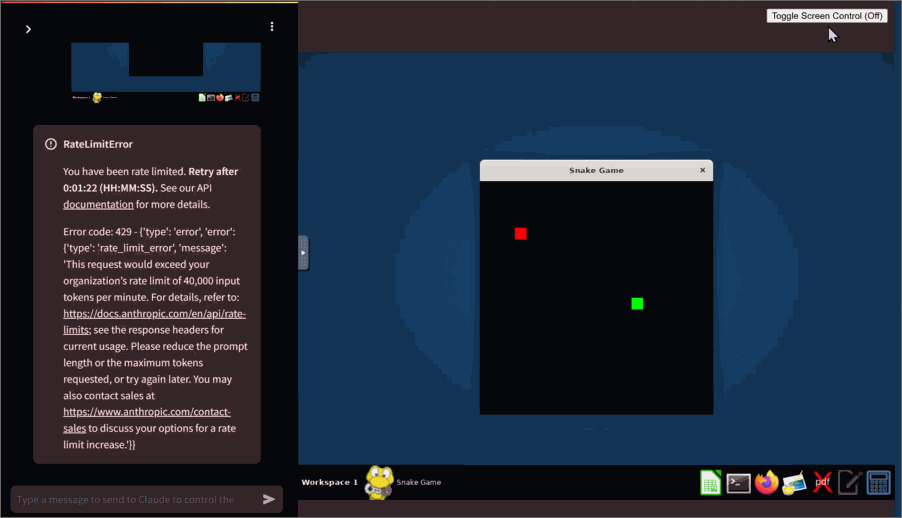 Toggle Screen Control (Off)
Workspace 1
Snake Game
RateLimitError
You have been rate limited. Retry after
0:01:22 (HH:MM:SS). See our API
documentation for more details.
Error code: 429 - {'type': 'error', 'error':
{'type': 'rate_limit_error', 'message':
'This request would exceed your
organization's rate limit of 40,000 input
tokens per minute. For details, refer to:
https://docs.anthropic.com/en/api/rate-
limits; see the response headers for
current usage. Please reduce the prompt
length or the maximum tokens
requested, or try again later. You may
also contact sales at
https://www.anthropic.com/contact-
sales to discuss your options for a rate
limit increase.'}}
Type a message to send to Claude to control the
Snake Game
Workspace 1
Snake Game
pdf